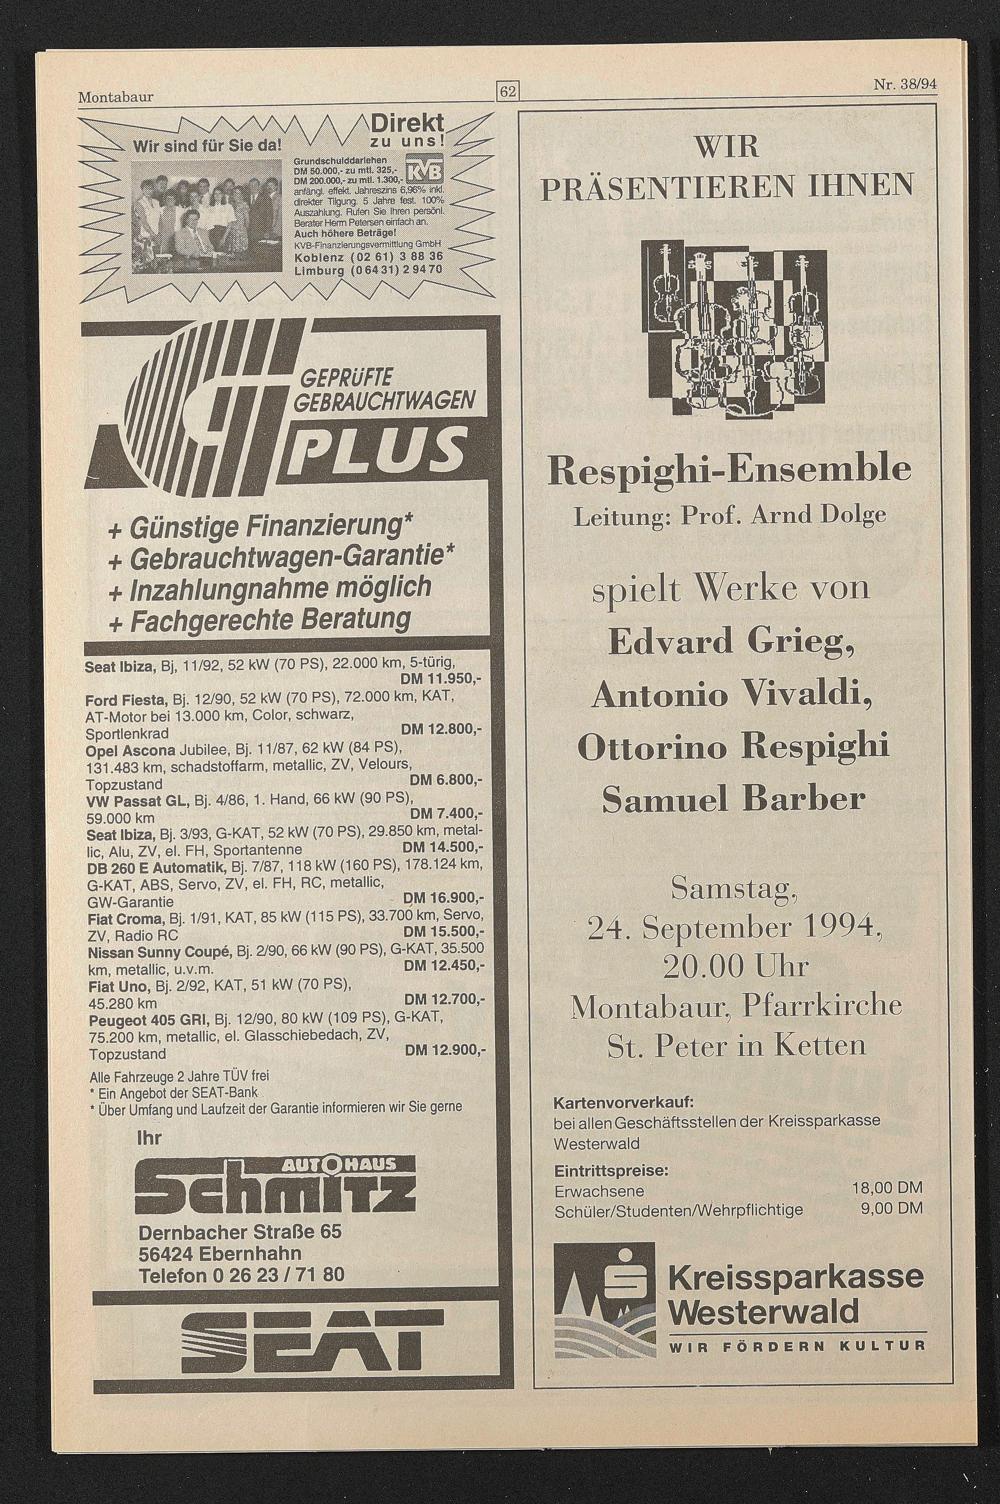 Montabaur
62
Nr. 38/94
Wir sind für Sie da!
Direkt
zu uns!
Grundschulddarlehen
DM 50.000,- zu mtl. 325,-
DM 200.000,- zu mtl. 1.300,-
KVB
anfängl. effekt. Jahreszins 6,96% inkl.
direkter Tilgung. 5 Jahre fest. 100%
Auszahlung. Rufen Sie Ihren persönl.
Berater Herrn Petersen einfach an.
Auch höhere Beträge!
KVB-Finanzierungsvermittlung GmbH
Koblenz (02 61) 3 88 36
Limburg (0 64 31) 2 94 70
GEPRÜFTE
GEBRAUCHTWAGEN
PLUS
+ Günstige Finanzierung*
+ Gebrauchtwagen-Garantie*
+ Inzahlungnahme möglich
+ Fachgerechte Beratung
Seat Ibiza, Bj, 11/92, 52 kW (70 PS), 22.000 km, 5-türig,
DM 11.950,-
Ford Fiesta, Bj. 12/90, 52 kW (70 PS), 72.000 km, KAT,
AT-Motor bei 13.000 km, Color, schwarz,
Sportlenkrad DM 12.800,-
Opel Ascona Jubilee, Bj. 11/87, 62 kW (84 PS),
131.483 km, schadstoffarm, metallic, ZV, Velours,
Topzustand DM 6.800,-
VW Passat GL, Bj. 4/86, 1. Hand, 66 kW (90 PS),
59.000 km DM 7.400,-
Seat Ibiza, Bj. 3/93, G-KAT, 52 kW (70 PS), 29.850 km, metal-
lic, Alu, ZV, el. FH, Sportantenne DM 14.500,-
DB 260 E Automatik, Bj. 7/87, 118 kW (160 PS), 178.124 km,
G-KAT, ABS, Servo, ZV, el. FH, RC, metallic,
GW-Garantie DM 16.900,-
Fiat Croma, Bj. 1/91, KAT, 85 kW (115 PS), 33.700 km, Servo,
ZV, Radio RC DM 15.500,-
Nissan Sunny Coupé, Bj. 2/90, 66 kW (90 PS), G-KAT, 35.500
km, metallic, u.v.m. DM 12.450,-
Fiat Uno, Bj. 2/92, KAT, 51 kW (70 PS),
45.280 km DM 12.700,-
Peugeot 405 GRI, Bj. 12/90, 80 kW (109 PS), G-KAT,
75.200 km, metallic, el. Glasschiebedach, ZV,
Topzustand DM 12.900,-
Alle Fahrzeuge 2 Jahre TÜV frei
* Ein Angebot der SEAT-Bank
* Über Umfang und Laufzeit der Garantie informieren wir Sie gerne
Ihr
AUTOHAUS
Schmitz
Dernbacher Straße 65
56424 Ebernhahn
Telefon 0 26 23 / 71 80
SEAT
WIR
PRÄSENTIEREN IHNEN
Respighi-Ensemble
Leitung: Prof. Arnd Dolge
spielt Werke von
Edvard Grieg,
Antonio Vivaldi,
Ottorino Respighi
Samuel Barber
Samstag,
24. September 1994,
20.00 Uhr
Montabaur, Pfarrkirche
St. Peter in Ketten
Kartenvorverkauf:
bei allen Geschäftsstellen der Kreissparkasse
Westerwald
Eintrittspreise:
Erwachsene 18,00 DM
Schüler/Studenten/Wehrpflichtige 9,00 DM
Kreissparkasse
Westerwald
WIR FÖRDERN KULTUR